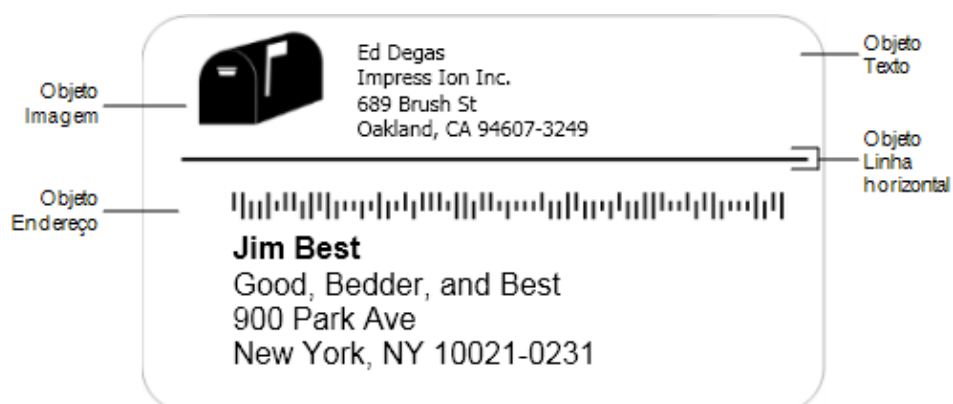 Ed Degas
Impress Ion Inc.
689 Brush St
Oakland, CA 94607-3249
Objeto
Texto
Objeto
Imagem
Objeto
Linha
horizontal
Objeto
Endereço
Jim Best
Good, Bedder, and Best
900 Park Ave
New York, NY 10021-0231